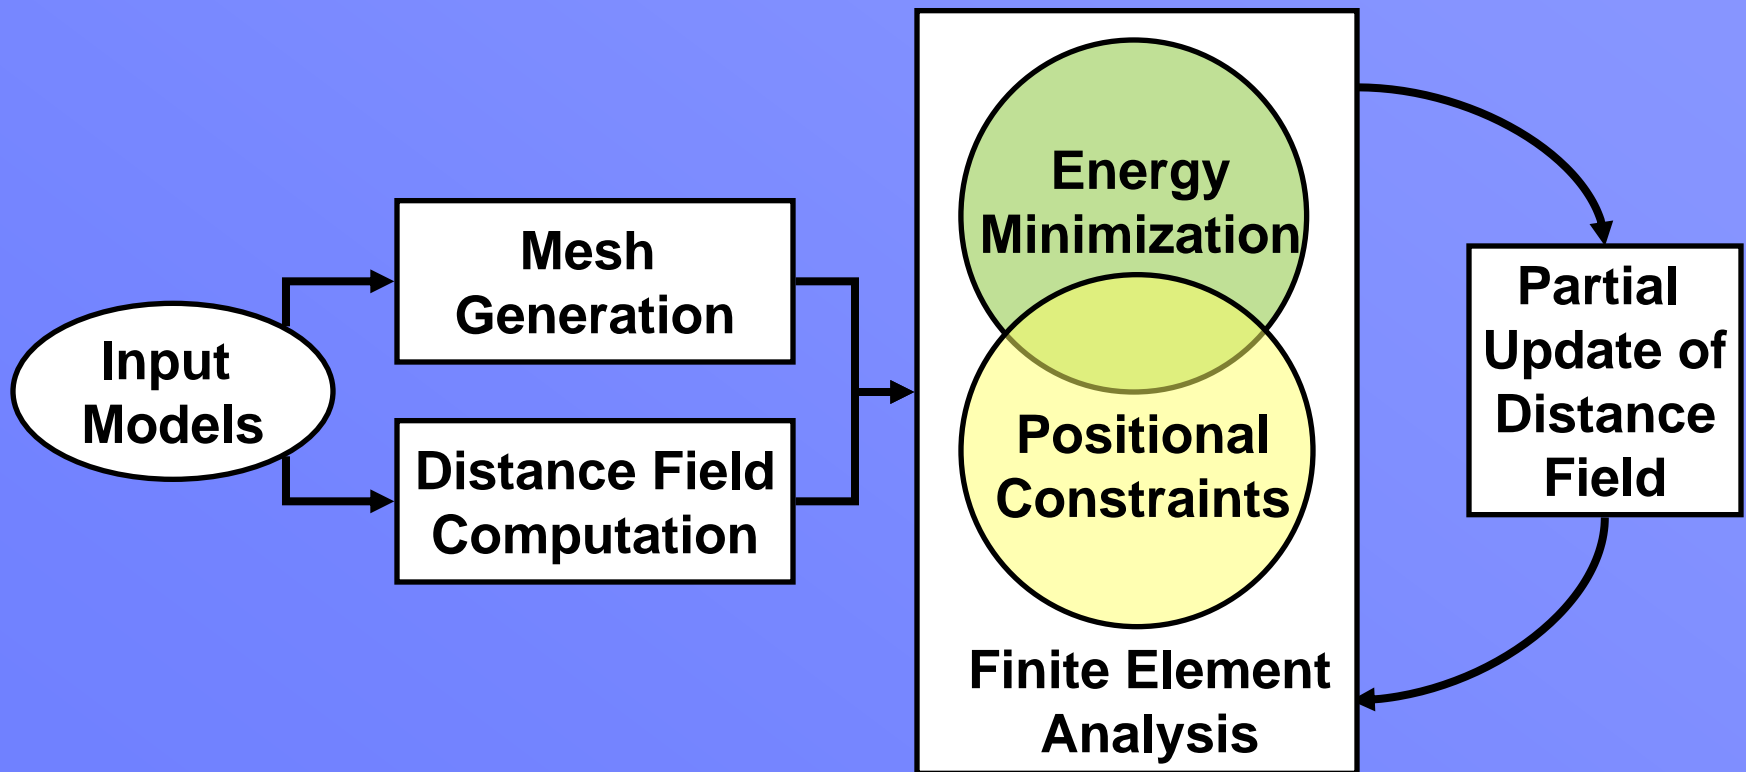 Input
Models
Mesh
Generation
Distance Field
Computation
Energy
Minimization
Positional
Constraints
Finite Element
Analysis
Partial
Update of
Distance
Field